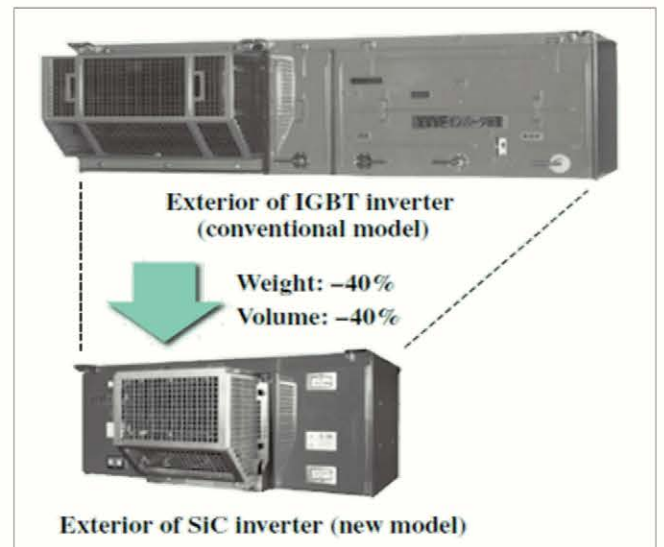 Exterior of IGBT inverter
(conventional model)
Weight: –40%
Volume: –40%
Exterior of SiC inverter (new model)